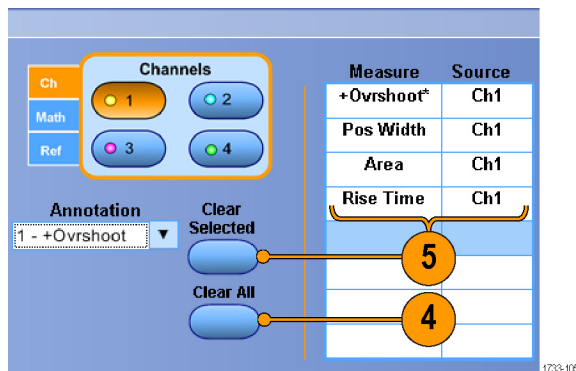 Ch
Math
Ref
Channels
1
2
3
4
Annotation
1 - +Ovrshoot
Clear
Selected
Clear All
Measure Source
+Ovrshoot* Ch1
Pos Width Ch1
Area Ch1
Rise Time Ch1
5
4